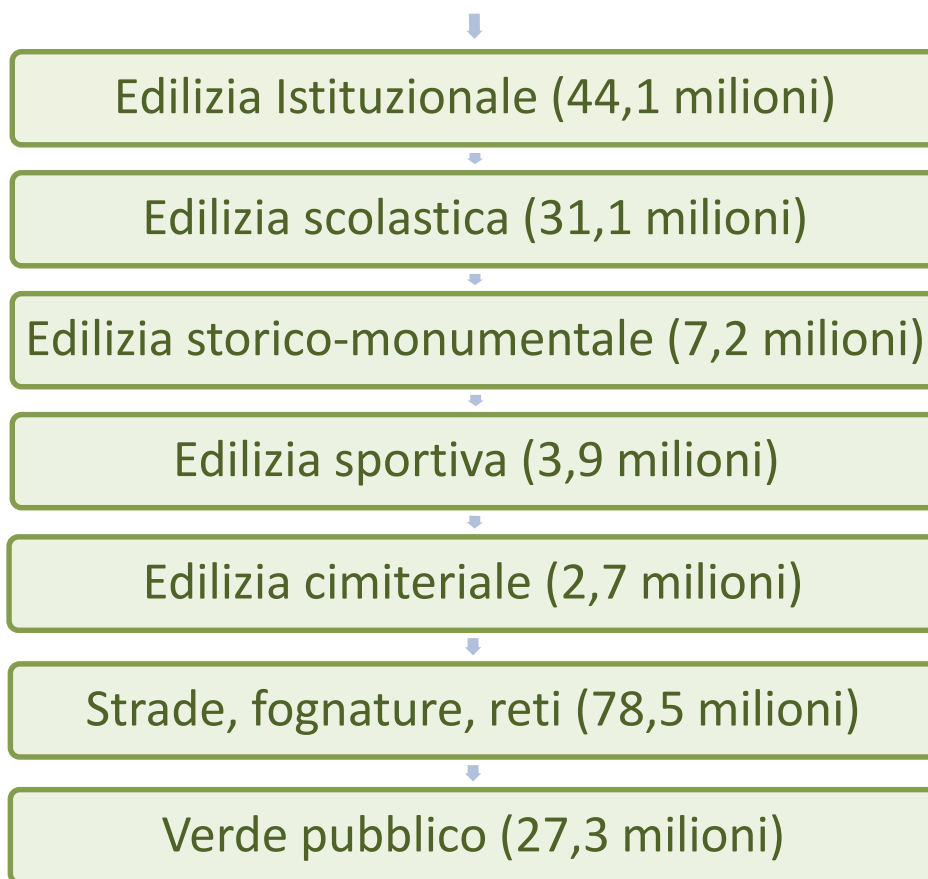 Edilizia Istituzionale (44,1 milioni)
Edilizia scolastica (31,1 milioni)
Edilizia storico-monumentale (7,2 milioni)
Edilizia sportiva (3,9 milioni)
Edilizia cimiteriale (2,7 milioni)
Strade, fognature, reti (78,5 milioni)
Verde pubblico (27,3 milioni)